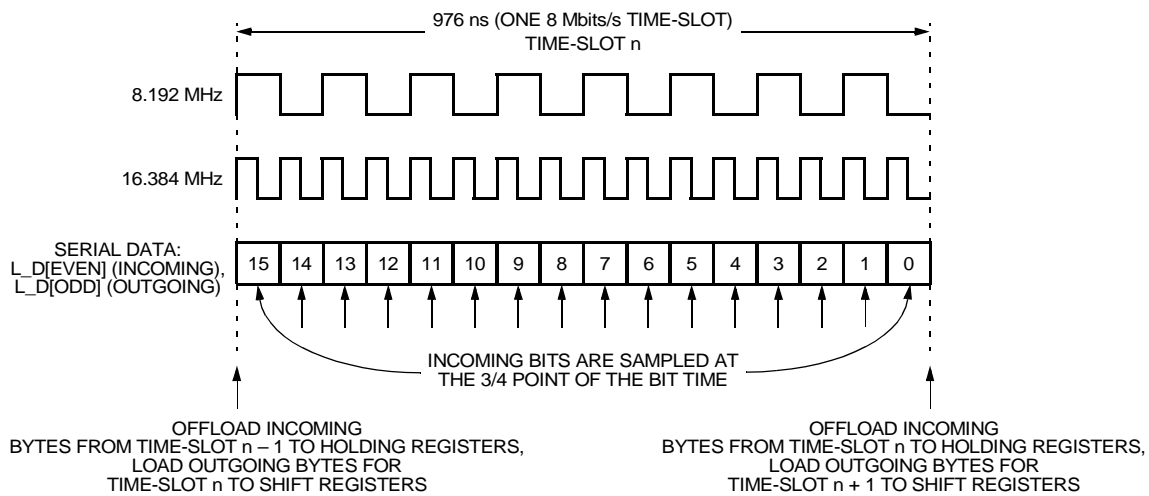 976 ns (ONE 8 Mbits/s TIME-SLOT)
TIME-SLOT n
8.192 MHz
16.384 MHz
SERIAL DATA:
L_D[EVEN] (INCOMING),
L_D[ODD] (OUTGOING)
15 14 13 12 11 10 9 8 7 6 5 4 3 2 1 0
INCOMING BITS ARE SAMPLED AT
THE 3/4 POINT OF THE BIT TIME
OFFLOAD INCOMING
BYTES FROM TIME-SLOT n – 1 TO HOLDING REGISTERS,
LOAD OUTGOING BYTES FOR
TIME-SLOT n TO SHIFT REGISTERS
OFFLOAD INCOMING
BYTES FROM TIME-SLOT n TO HOLDING REGISTERS,
LOAD OUTGOING BYTES FOR
TIME-SLOT n + 1 TO SHIFT REGISTERS